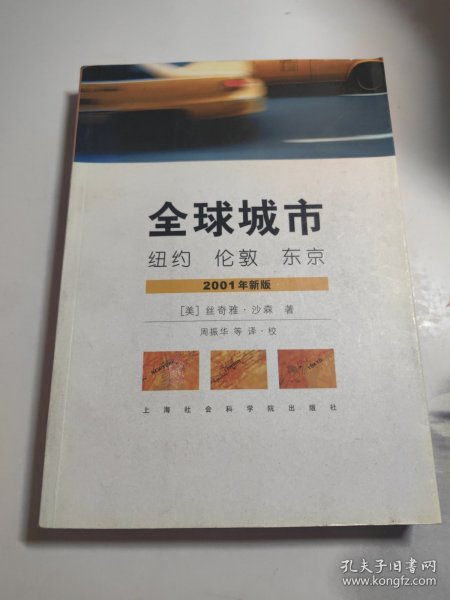 全球城市
纽约 伦敦 东京
2001年新版
[美] 丝奇雅·沙森 著
周振华 等 译·校
上海社会科学院出版社
孔夫子旧书网
www.kongfz.com